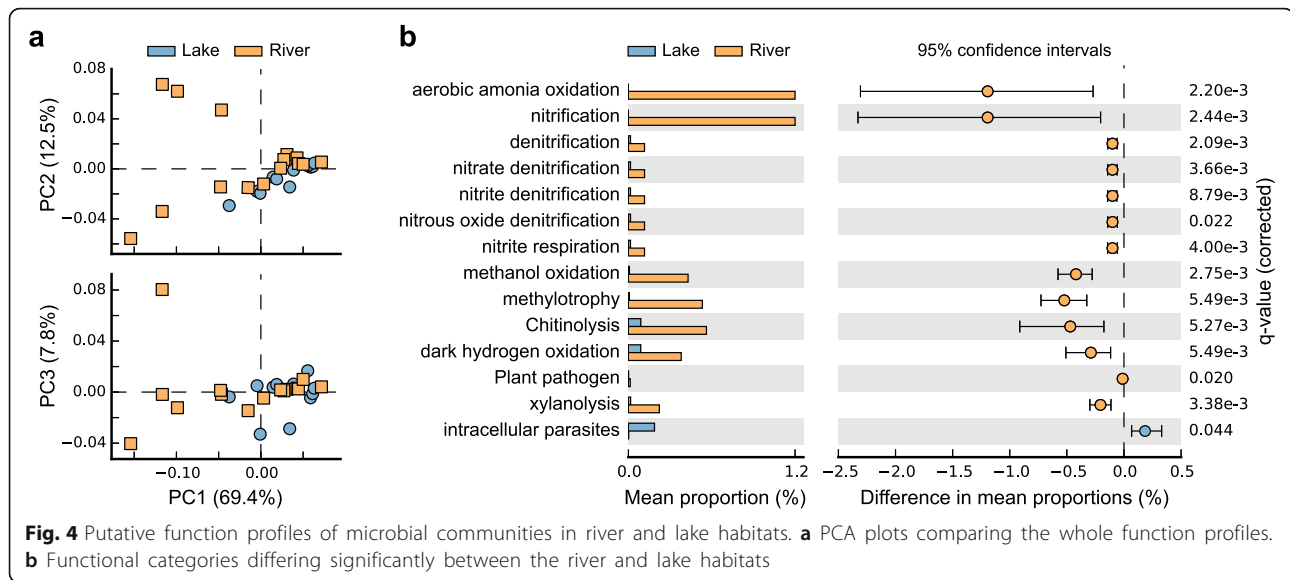 a
Lake River
0.08
0.04
0.00
−0.04
PC2 (12.5%)
0.08
0.04
0.00
−0.04
PC3 (7.8%)
−0.10 0.00
PC1 (69.4%)
b
Lake River 95% confidence intervals
aerobic amonia oxidation 2.20e-3
nitrification 2.44e-3
denitrification 2.09e-3
nitrate denitrification 3.66e-3
nitrite denitrification 8.79e-3
nitrous oxide denitrification 0.022
nitrite respiration 4.00e-3
methanol oxidation 2.75e-3
methylotrophy 5.49e-3
Chitinolysis 5.27e-3
dark hydrogen oxidation 5.49e-3
Plant pathogen 0.020
xylanolysis 3.38e-3
intracellular parasites 0.044
q-value (corrected)
0.0 1.2 −2.5 −2.0 −1.5 −1.0 −0.5 0.0 0.5
Mean proportion (%) Difference in mean proportions (%)
Fig. 4 Putative function profiles of microbial communities in river and lake habitats. a PCA plots comparing the whole function profiles.
b Functional categories differing significantly between the river and lake habitats